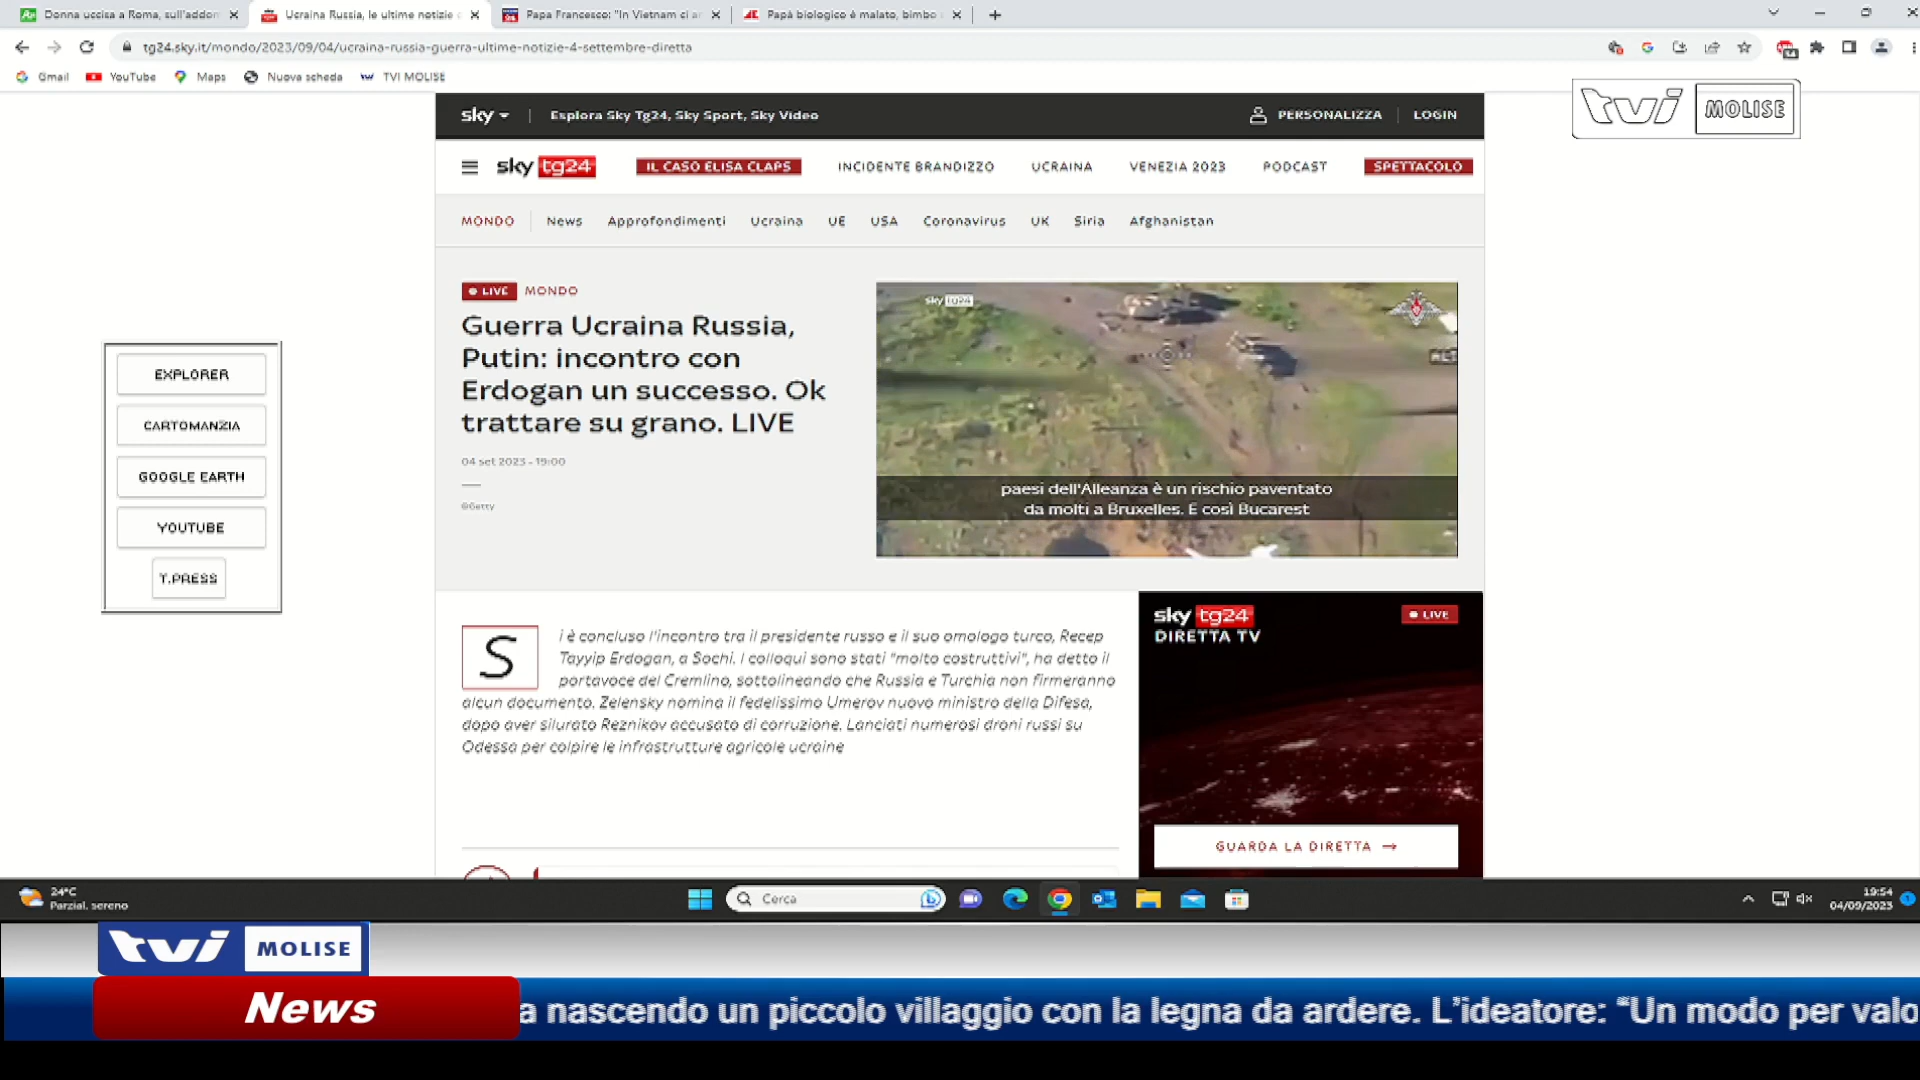 Donna uccisa a Roma, sull'addom
Ucraina Russia, le ultime notizie
Papa Francesco: "In Vietnam ci
Papà biologico è malato, bimbo
tg24.sky.it/mondo/2023/09/04/ucraina-russia-guerra-ultime-notizie-4-settembre-diretta
Gmail YouTube Maps Nuova scheda TVI MOLISE
tvi MOLISE
sky | Esplora Sky Tg24, Sky Sport, Sky Video PERSONALIZZA LOGIN
sky tg24 IL CASO ELISA CLAPS INCIDENTE BRANDIZZO UCRAINA VENEZIA 2023 PODCAST SPETTACOLO
MONDO News Approfondimenti Ucraina UE USA Coronavirus UK Siria Afghanistan
LIVE MONDO
Guerra Ucraina Russia,
Putin: incontro con
Erdogan un successo. Ok
trattare su grano. LIVE
04 set 2023 - 19:00
©Getty
sky tg24
paesi dell'Alleanza è un rischio paventato
da molti a Bruxelles. E così Bucarest
EXPLORER
CARTOMANZIA
GOOGLE EARTH
YOUTUBE
T.PRESS
Si è concluso l'incontro tra il presidente russo e il suo omologo turco, Recep
Tayyip Erdogan, a Sochi. I colloqui sono stati "molto costruttivi", ha detto il
portavoce del Cremlino, sottolineando che Russia e Turchia non firmeranno
alcun documento. Zelensky nomina il fedelissimo Umerov nuovo ministro della Difesa,
dopo aver silurato Reznikov accusato di corruzione. Lanciati numerosi droni russi su
Odessa per colpire le infrastrutture agricole ucraine
sky tg24 LIVE
DIRETTA TV
GUARDA LA DIRETTA →
24°C
Parzial. sereno
Cerca
19:54
04/09/2023
tvi MOLISE
News
a nascendo un piccolo villaggio con la legna da ardere. L'ideatore: “Un modo per valo